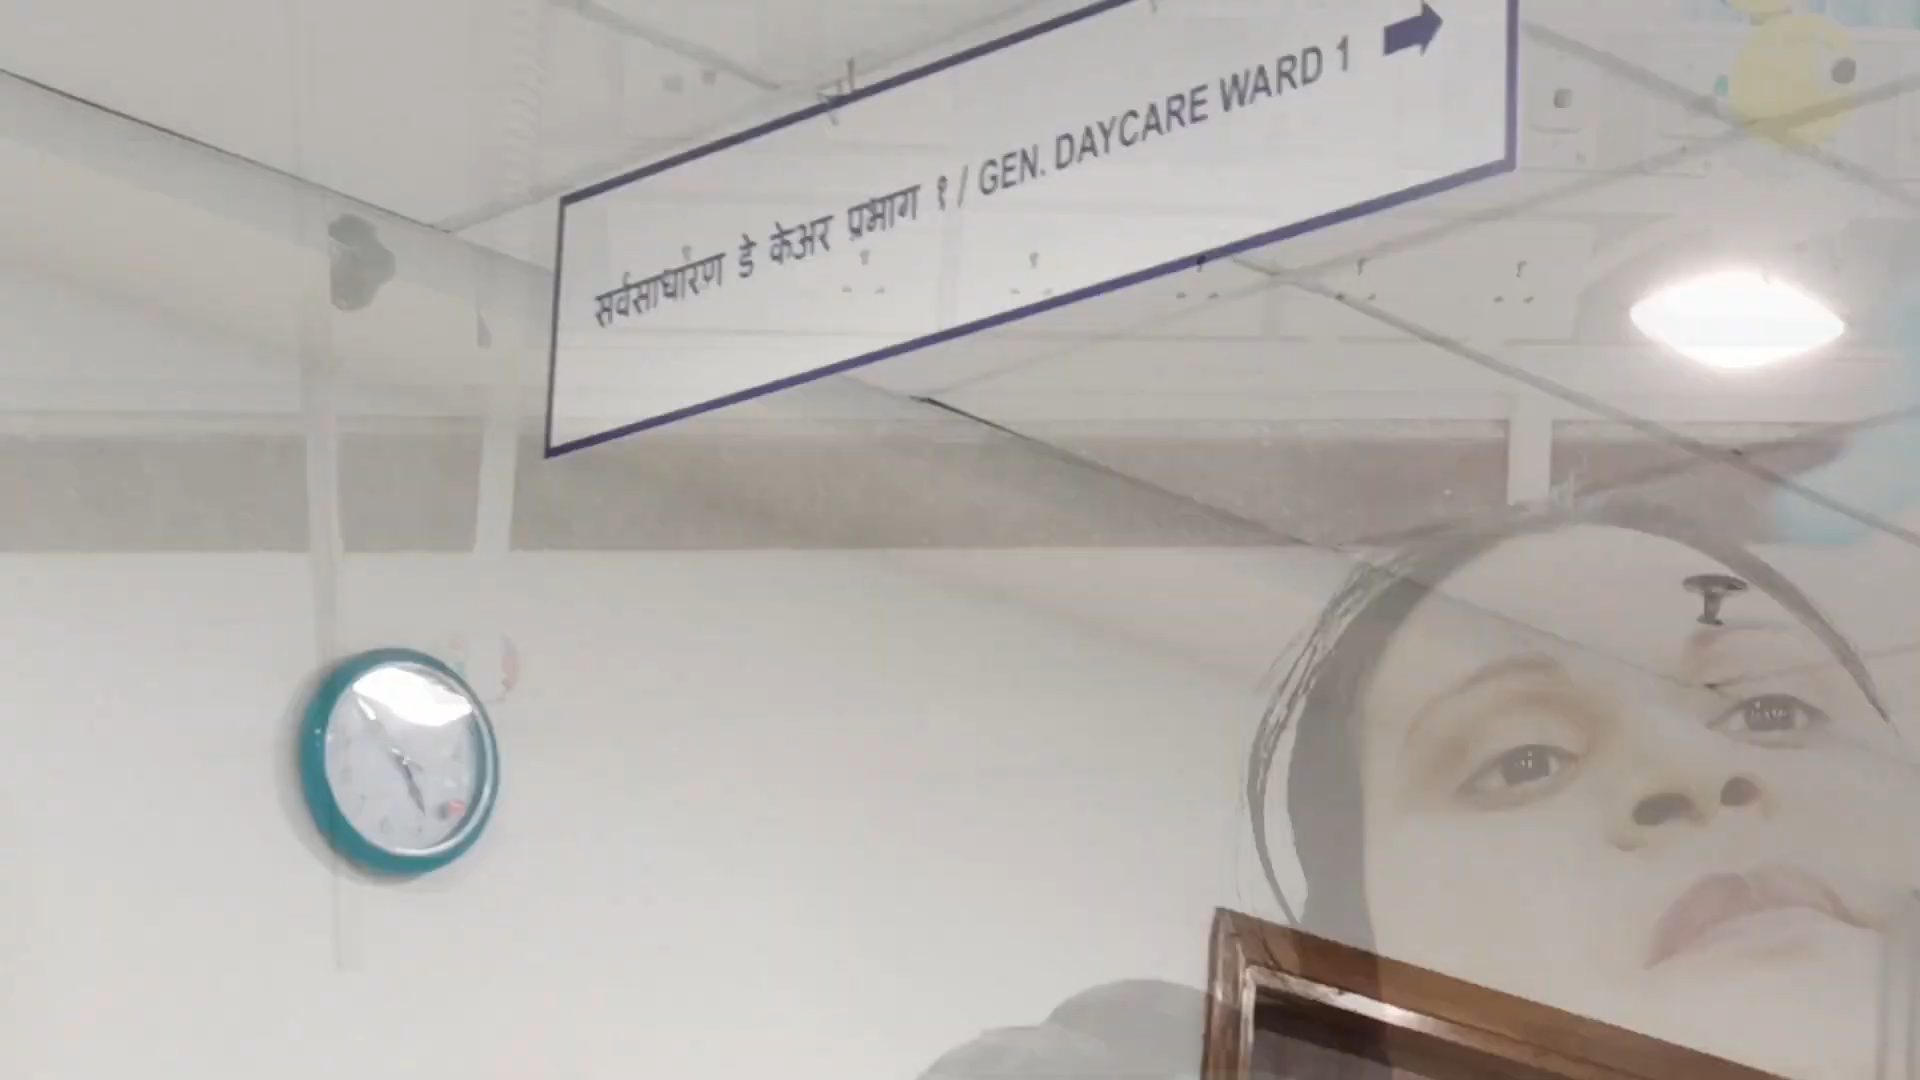 सर्वसाधारण डे केअर प्रभाग १ / GEN. DAYCARE WARD 1